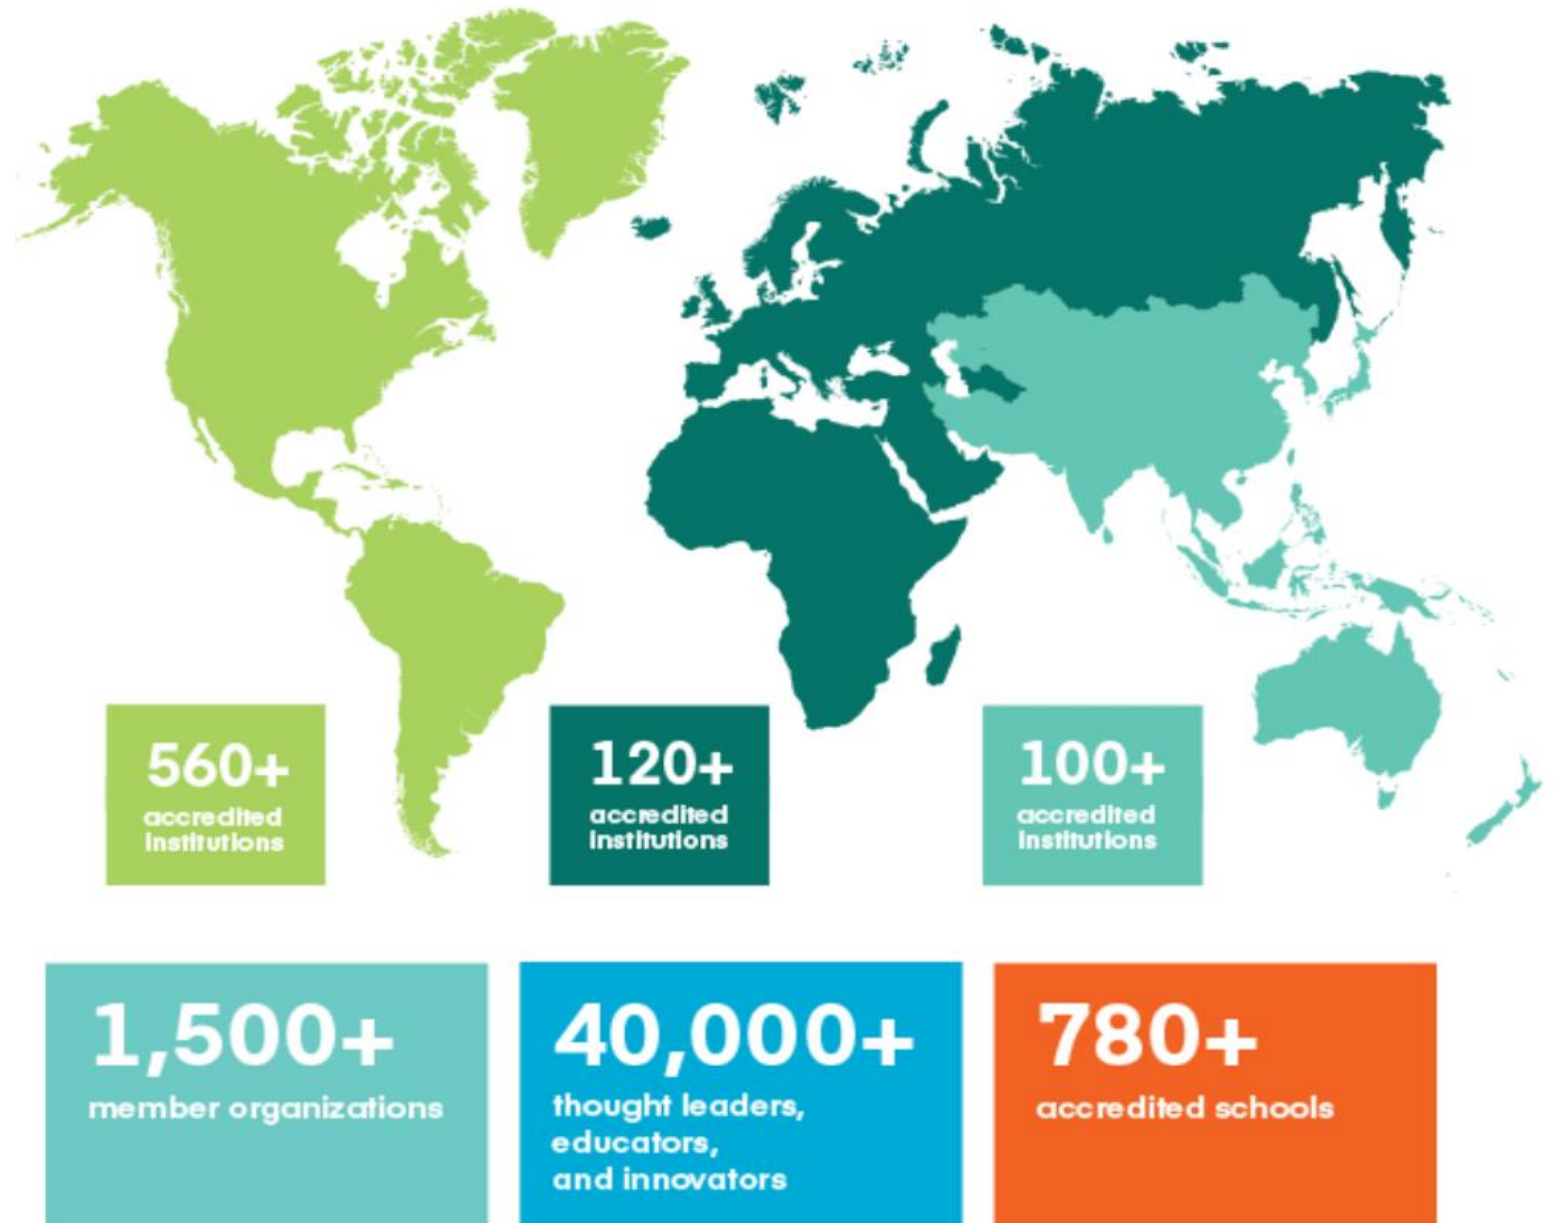 560+
accredited
institutions
120+
accredited
institutions
100+
accredited
institutions
1,500+
member organizations
40,000+
thought leaders,
educators,
and innovators
780+
accredited schools